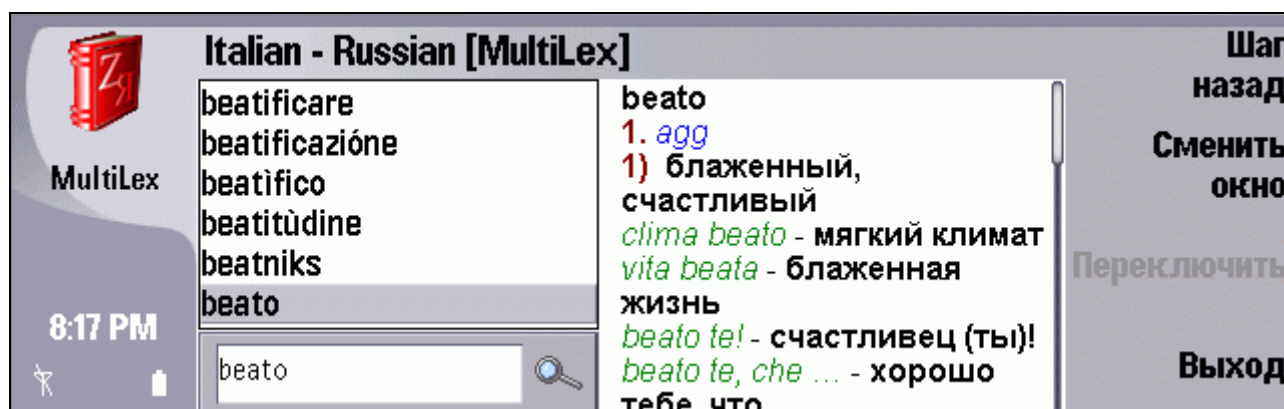 Italian - Russian [MultiLex]
MultiLex
8:17 PM
beatificare
beatificazióne
beatìfico
beatitùdine
beatniks
beato
beato
beato
1. agg
1) блаженный,
счастливый
clima beato - мягкий климат
vita beata - блаженная
жизнь
beato te! - счастливец (ты)!
beato te, che ... - хорошо
тебе, что
Шаг
назад
Сменить
окно
Переключить
Выход